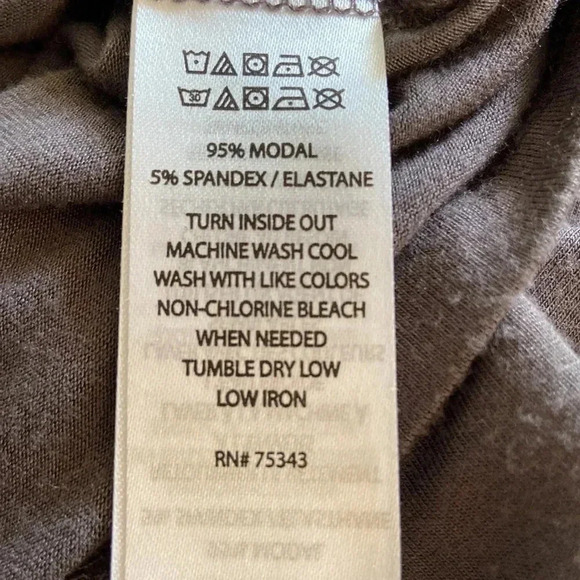 30
95% MODAL
5% SPANDEX / ELASTANE
TURN INSIDE OUT
MACHINE WASH COOL
WASH WITH LIKE COLORS
NON-CHLORINE BLEACH
WHEN NEEDED
TUMBLE DRY LOW
LOW IRON
RN# 75343